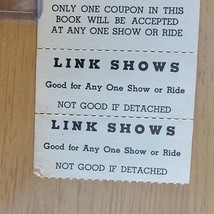 ONLY ONE COUPON IN THIS
BOOK WILL BE ACCEPTED
AT ANY ONE SHOW OR RIDE
LINK SHOWS
Good for Any One Show or Ride
NOT GOOD IF DETACHED
LINK SHOWS
Good for Any One Show or Ride
NOT GOOD IF DETACHED